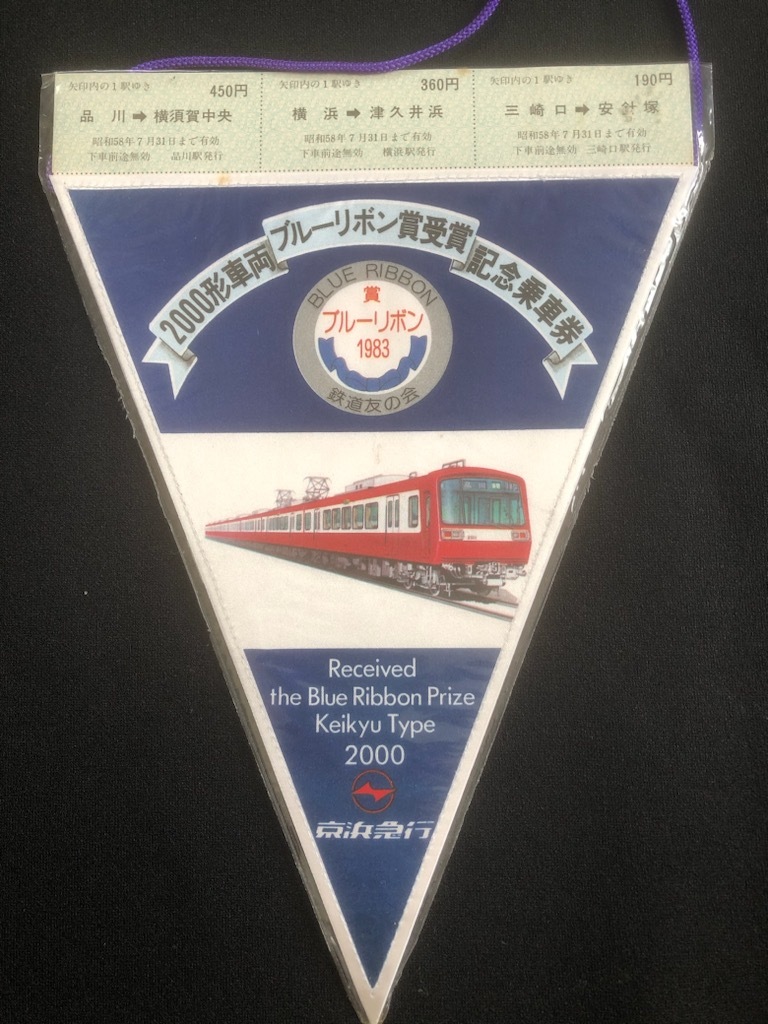 矢印内の1駅ゆき 450円
品川➡横須賀中央
昭和58年7月31日まで有効
下車前途無効 品川駅発行
矢印内の1駅ゆき 360円
横浜➡津久井浜
昭和58年7月31日まで有効
下車前途無効 横浜駅発行
矢印内の1駅ゆき 190円
三崎口➡安針塚
昭和58年7月31日まで有効
下車前途無効 三崎口駅発行
2000形車両 ブルーリボン賞受賞 記念乗車券
BLUE RIBBON
賞
ブルーリボン
1983
鉄道友の会
Received
the Blue Ribbon Prize
Keikyu Type
2000
京浜急行